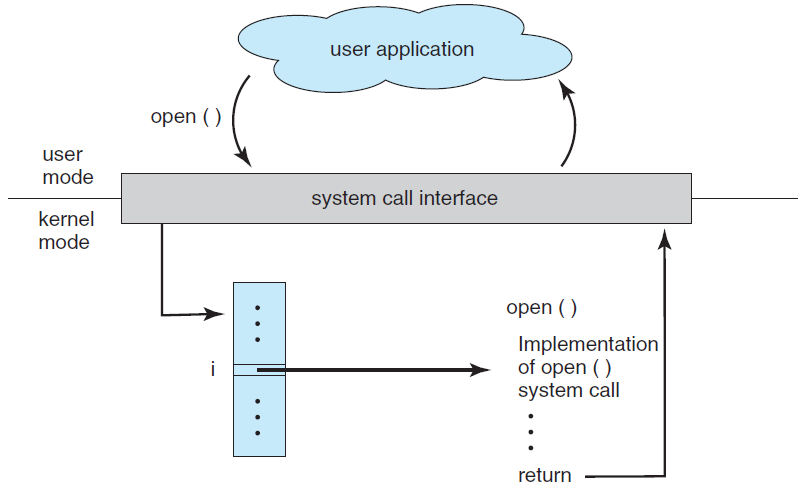 user application
open ( )
user
mode
system call interface
kernel
mode
open ( )
Implementation
i
of open ( )
system call
return